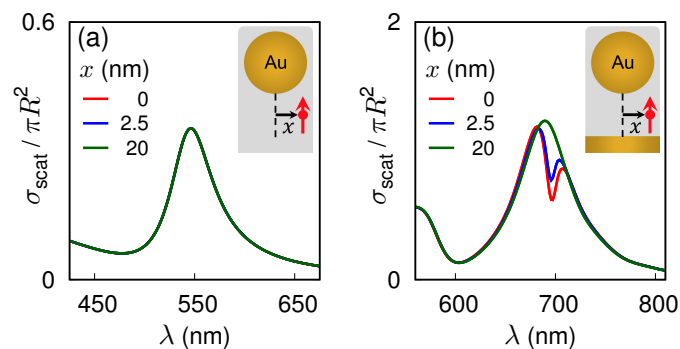 (a)
0.6
x (nm)
0
2.5
20
Au
x
σscat / πR²
0
450
550
650
λ (nm)
(b)
2
x (nm)
0
2.5
20
Au
x
σscat / πR²
0
600
700
800
λ (nm)